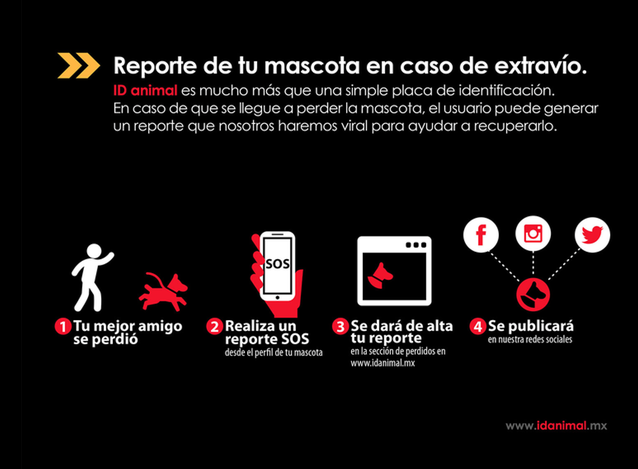 Reporte de tu mascota en caso de extravío.
ID animal es mucho más que una simple placa de identificación.
En caso de que se llegue a perder la mascota, el usuario puede generar
un reporte que nosotros haremos viral para ayudar a recuperarlo.
SOS
1 Tu mejor amigo
se perdió
2 Realiza un
reporte SOS
desde el perfil de tu mascota
3 Se dará de alta
tu reporte
en la sección de perdidos en
www.idanimal.mx
4 Se publicará
en nuestra redes sociales
www.idanimal.mx